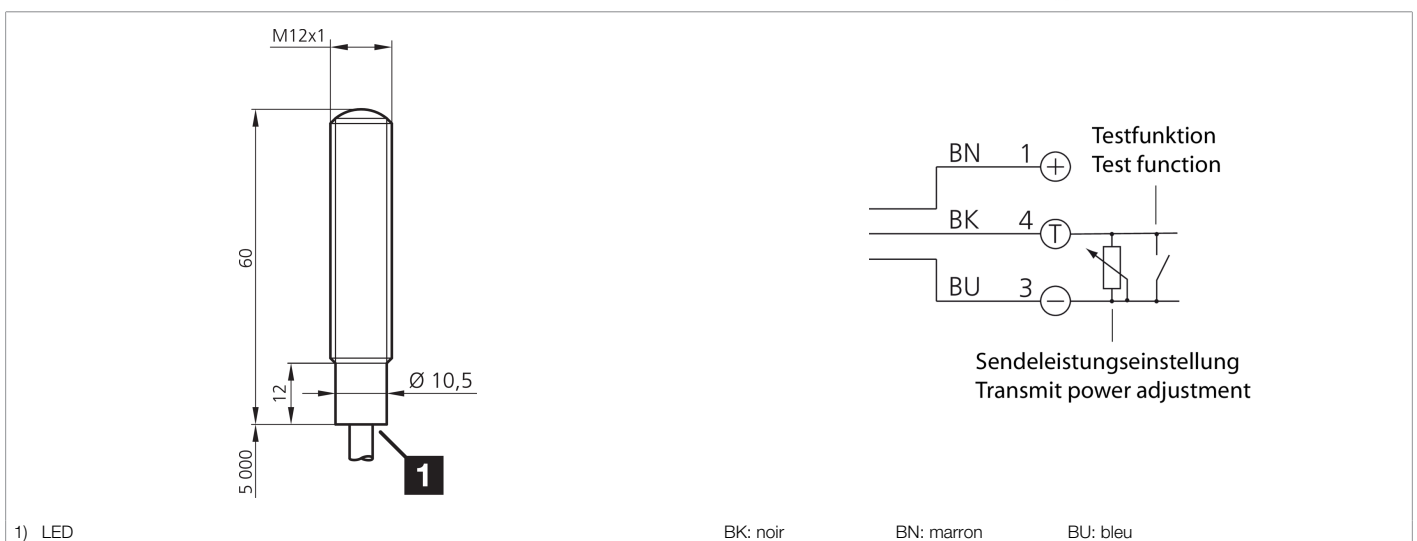 M12x1
60
12
Ø 10,5
5 000
1
Testfunktion
Test function
BN 1 +
BK 4 T
BU 3 −
Sendeleistungseinstellung
Transmit power adjustment
1) LED
BK: noir BN: marron BU: bleu